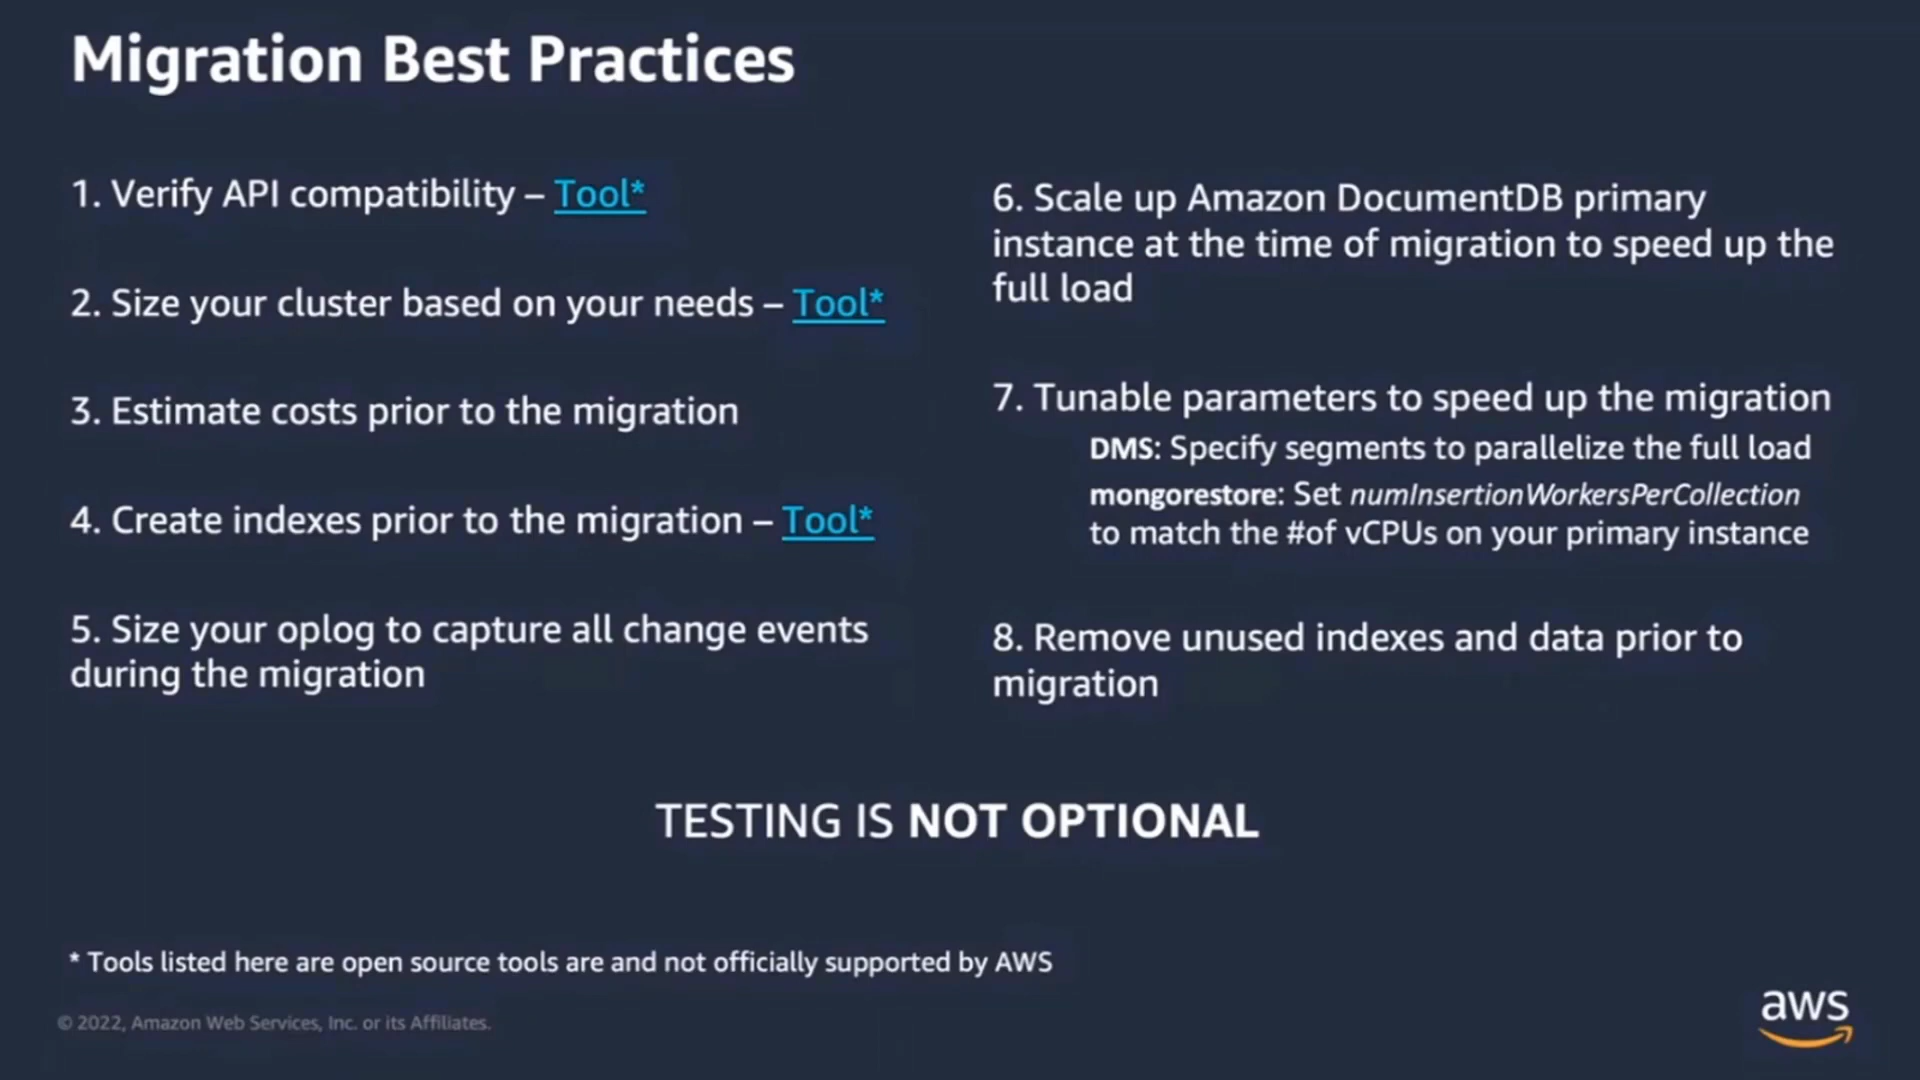 Migration Best Practices
1. Verify API compatibility – Tool*
2. Size your cluster based on your needs – Tool*
3. Estimate costs prior to the migration
4. Create indexes prior to the migration – Tool*
5. Size your oplog to capture all change events
during the migration
6. Scale up Amazon DocumentDB primary
instance at the time of migration to speed up the
full load
7. Tunable parameters to speed up the migration
DMS: Specify segments to parallelize the full load
mongorestore: Set numInsertionWorkersPerCollection
to match the #of vCPUs on your primary instance
8. Remove unused indexes and data prior to
migration
TESTING IS NOT OPTIONAL
* Tools listed here are open source tools are and not officially supported by AWS
© 2022, Amazon Web Services, Inc. or its Affiliates.
aws